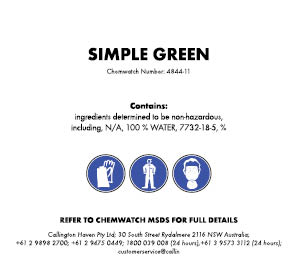 SIMPLE GREEN
Chemwatch Number: 4844-11
Contains:
ingredients determined to be non-hazardous,
including, N/A, 100 % WATER, 7732-18-5, %
REFER TO CHEMWATCH MSDS FOR FULL DETAILS
Callington Haven Pty Ltd; 30 South Street Rydalmere 2116 NSW Australia;
+61 2 9898 2700; +61 2 9475 0449; 1800 039 008 (24 hours);+61 3 9573 3112 (24 hours);
customerservice@callin